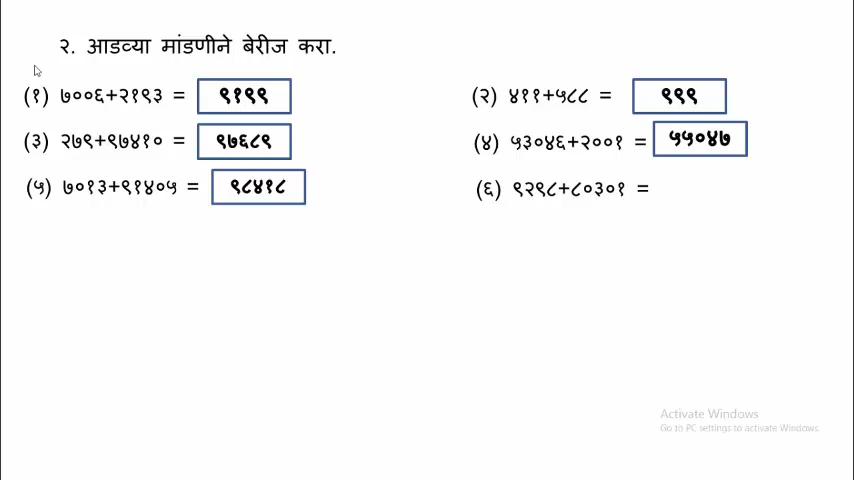 २. आडव्या मांडणीने बेरीज करा.
(१) ७००६+२१९३ = ९१९९
(२) ४११+५८८ = ९९९
(३) २७९+९७४१० = ९७६८९
(४) ५३०४६+२००१ = ५५०४७
(५) ७०१३+९१४०५ = ९८४१८
(६) ९२९८+८०३०१ =
Activate Windows
Go to PC settings to activate Windows.